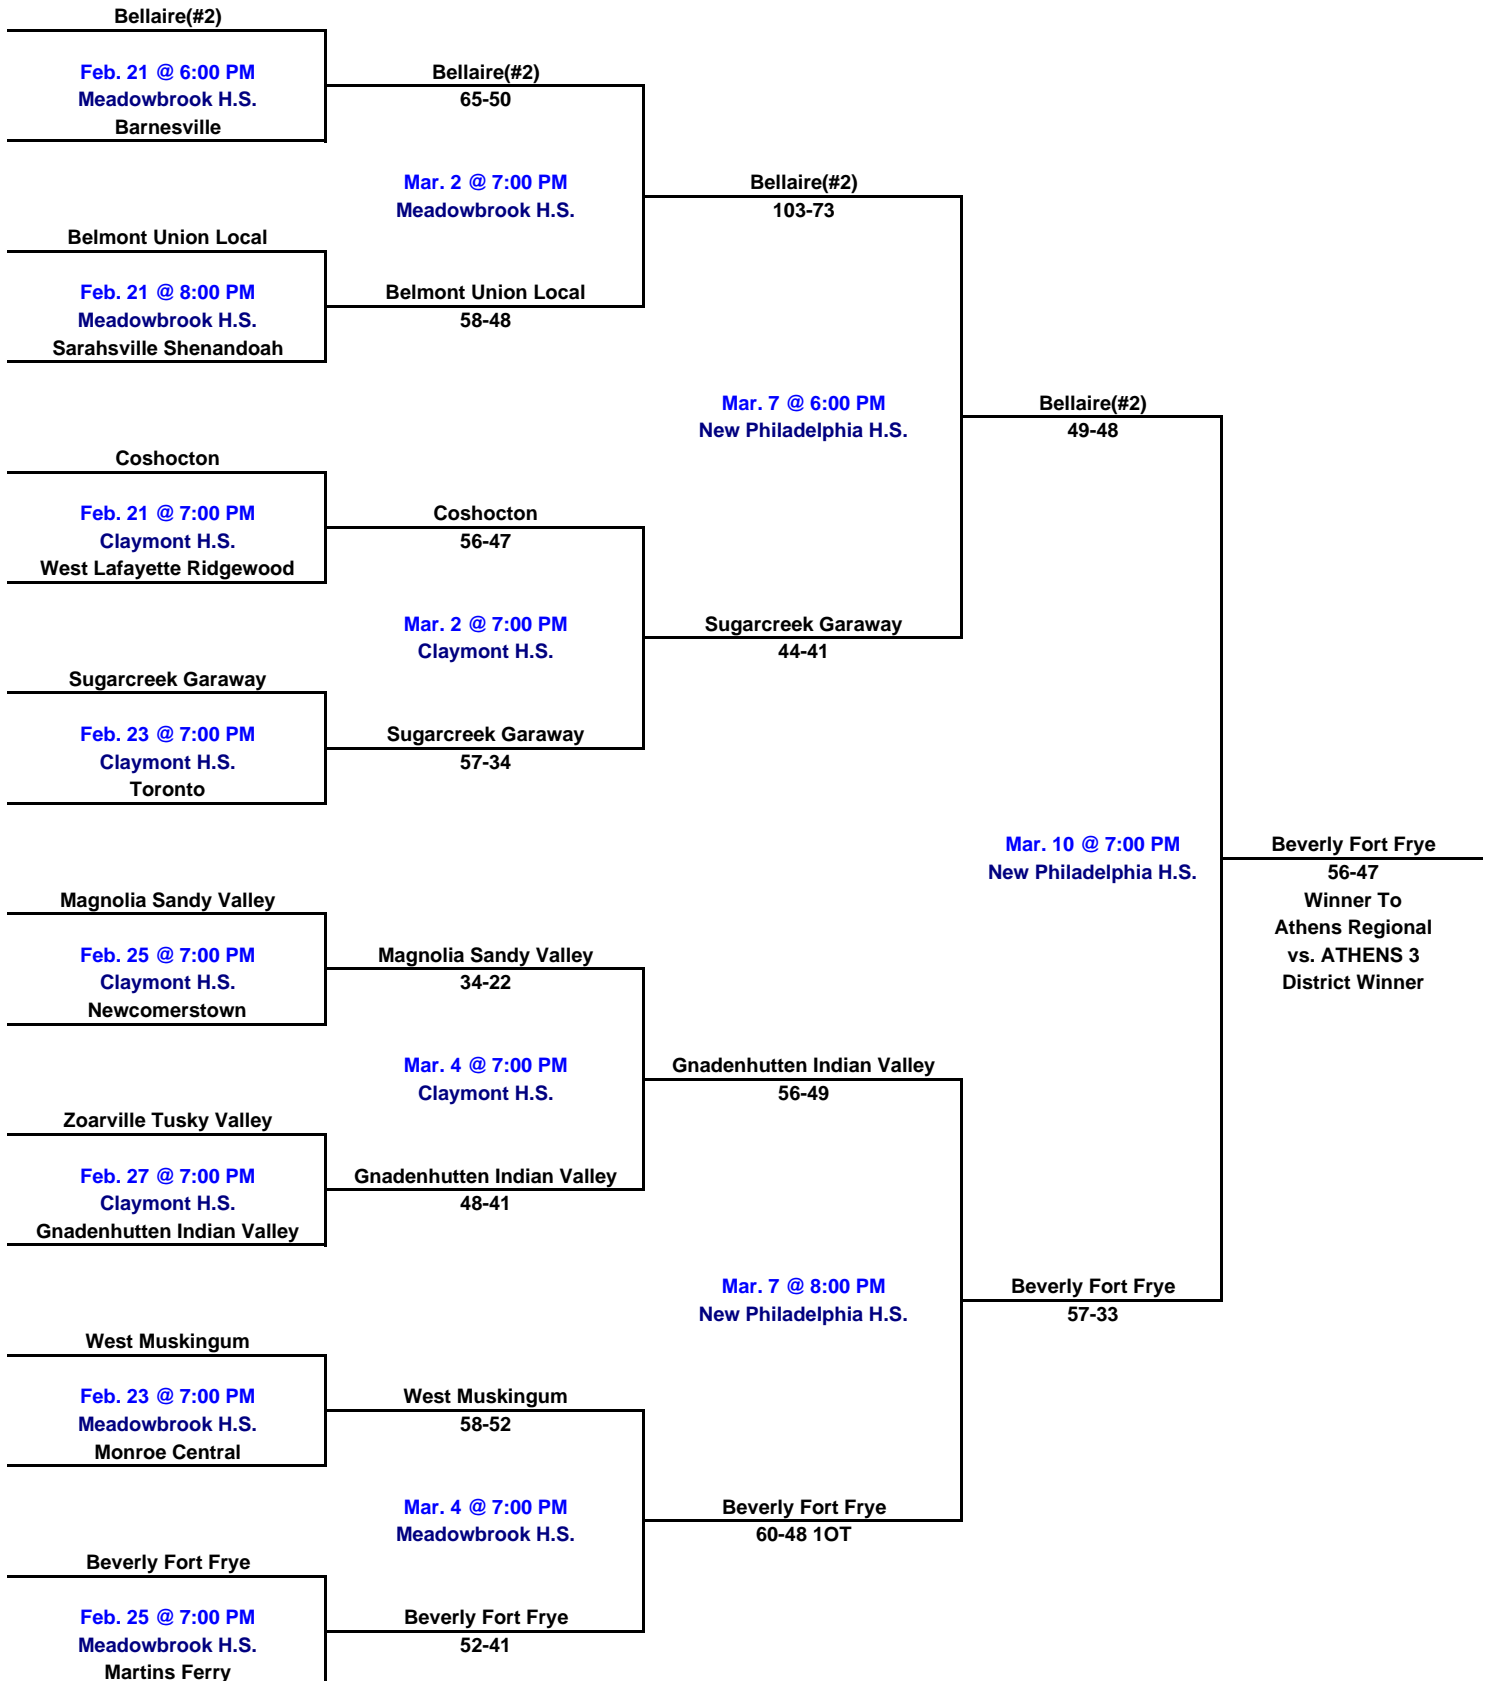 Bellaire(#2)
Feb. 21 @ 6:00 PM
Meadowbrook H.S.
Barnesville
Bellaire(#2)
65-50
Mar. 2 @ 7:00 PM
Meadowbrook H.S.
Bellaire(#2)
103-73
Belmont Union Local
Feb. 21 @ 8:00 PM
Meadowbrook H.S.
Sarahsville Shenandoah
Belmont Union Local
58-48
Mar. 7 @ 6:00 PM
New Philadelphia H.S.
Bellaire(#2)
49-48
Coshocton
Feb. 21 @ 7:00 PM
Claymont H.S.
West Lafayette Ridgewood
Coshocton
56-47
Mar. 2 @ 7:00 PM
Claymont H.S.
Sugarcreek Garaway
44-41
Sugarcreek Garaway
Feb. 23 @ 7:00 PM
Claymont H.S.
Toronto
Sugarcreek Garaway
57-34
Mar. 10 @ 7:00 PM
New Philadelphia H.S.
Beverly Fort Frye
56-47
Winner To
Athens Regional
vs. ATHENS 3
District Winner
Magnolia Sandy Valley
Feb. 25 @ 7:00 PM
Claymont H.S.
Newcomerstown
Magnolia Sandy Valley
34-22
Mar. 4 @ 7:00 PM
Claymont H.S.
Gnadenhutten Indian Valley
56-49
Zoarville Tusky Valley
Feb. 27 @ 7:00 PM
Claymont H.S.
Gnadenhutten Indian Valley
Gnadenhutten Indian Valley
48-41
Mar. 7 @ 8:00 PM
New Philadelphia H.S.
Beverly Fort Frye
57-33
West Muskingum
Feb. 23 @ 7:00 PM
Meadowbrook H.S.
Monroe Central
West Muskingum
58-52
Mar. 4 @ 7:00 PM
Meadowbrook H.S.
Beverly Fort Frye
60-48 1OT
Beverly Fort Frye
Feb. 25 @ 7:00 PM
Meadowbrook H.S.
Martins Ferry
Beverly Fort Frye
52-41